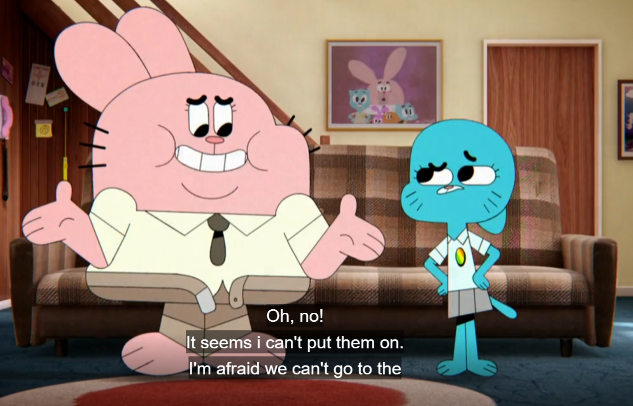 Oh, no!
It seems i can't put them on.
I'm afraid we can't go to the